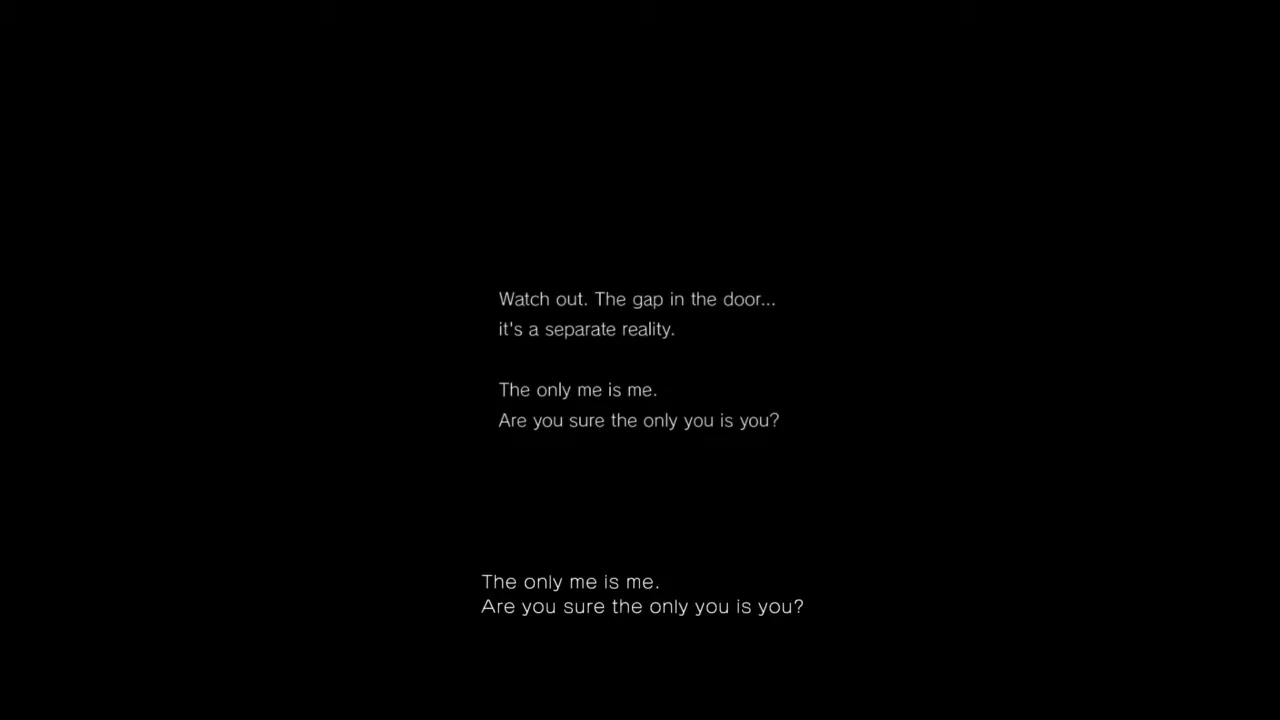 Watch out. The gap in the door...
it's a separate reality.
The only me is me.
Are you sure the only you is you?
The only me is me.
Are you sure the only you is you?